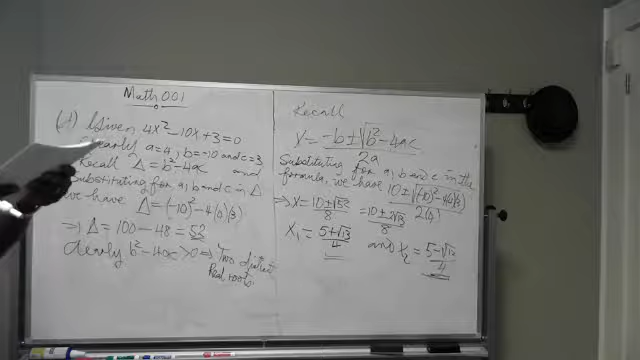 Math 001
(d) Given 4x² - 10x + 3 = 0
Clearly a = 4, b = -10 and c = 3
Recall Δ = b² - 4ac and
Substituting for a, b and c in Δ
we have Δ = (-10)² - 4(4)(3)
⇒ Δ = 100 - 48 = 52
Clearly b² - 4ac > 0 ⇒ Two distinct
Real roots.
Recall
x = -b ± √b² - 4ac
2a
Substituting for a, b and c in the
formula, we have 10 ± √(-10)² - 4(4)(3)
2(4)
⇒ x = 10 ± √52
8
= 10 ± 2√13
8
x₁ = 5 + √13
4
and x₂ = 5 - √13
4